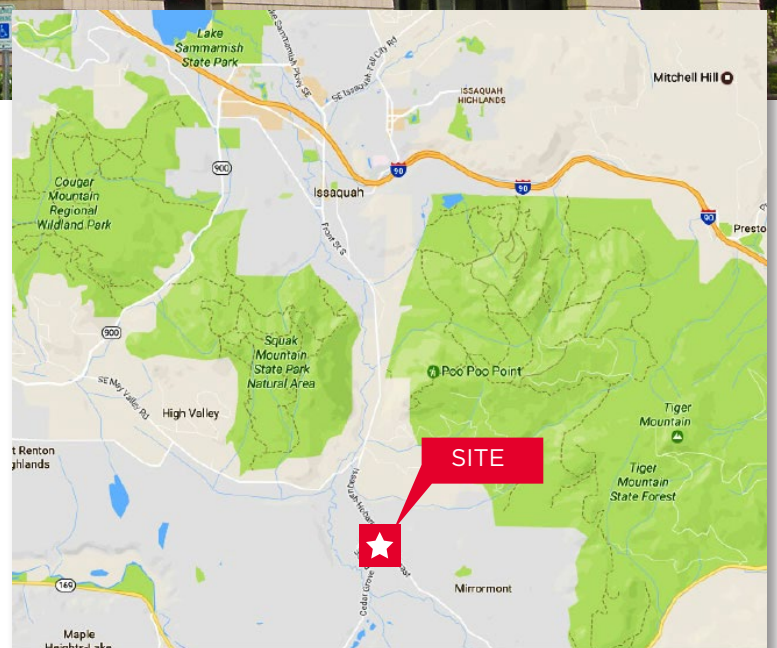 Lake
Sammamish
State Park
SE Issaquah Fall City Rd
Mitchell Hill
ISSAQUAH
HIGHLANDS
900
90
90
Issaquah
Cougar
Mountain
Regional
Wildland Park
Front St S
90
Presto
900
Squak
Mountain
State Park
Natural Area
Poo Poo Point
SE May Valley Rd
High Valley
Tiger
Mountain
t Renton
ghlands
SITE
Tiger
Mountain
State Forest
169
Cedar Grove
Mirrormont
Maple
Heights-Lake